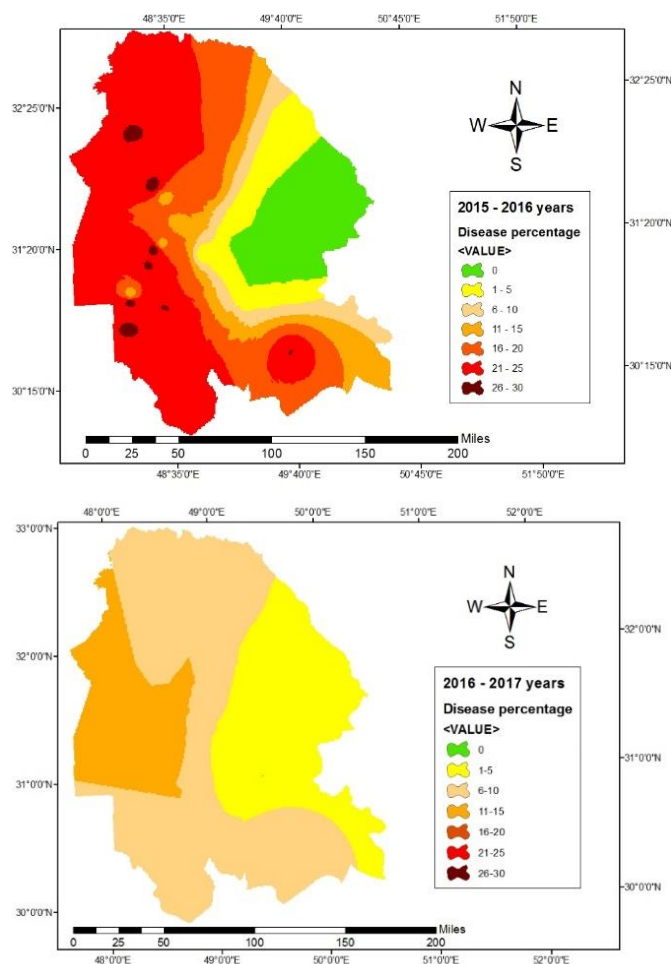 48°35'0"E 49°40'0"E 50°45'0"E 51°50'0"E
32°25'0"N 32°25'0"N
31°20'0"N 31°20'0"N
30°15'0"N 30°15'0"N
N
W E
S
2015 - 2016 years
Disease percentage
<VALUE>
0
1 - 5
6 - 10
11 - 15
16 - 20
21 - 25
26 - 30
Miles
0 25 50 100 150 200
48°35'0"E 49°40'0"E 50°45'0"E 51°50'0"E
48°0'0"E 49°0'0"E 50°0'0"E 51°0'0"E 52°0'0"E
33°0'0"N
32°0'0"N 32°0'0"N
31°0'0"N 31°0'0"N
30°0'0"N 30°0'0"N
N
W E
S
2016 - 2017 years
Disease percentage
<VALUE>
0
1-5
6-10
11-15
16-20
21-25
26-30
Miles
0 25 50 100 150 200
48°0'0"E 49°0'0"E 50°0'0"E 51°0'0"E 52°0'0"E